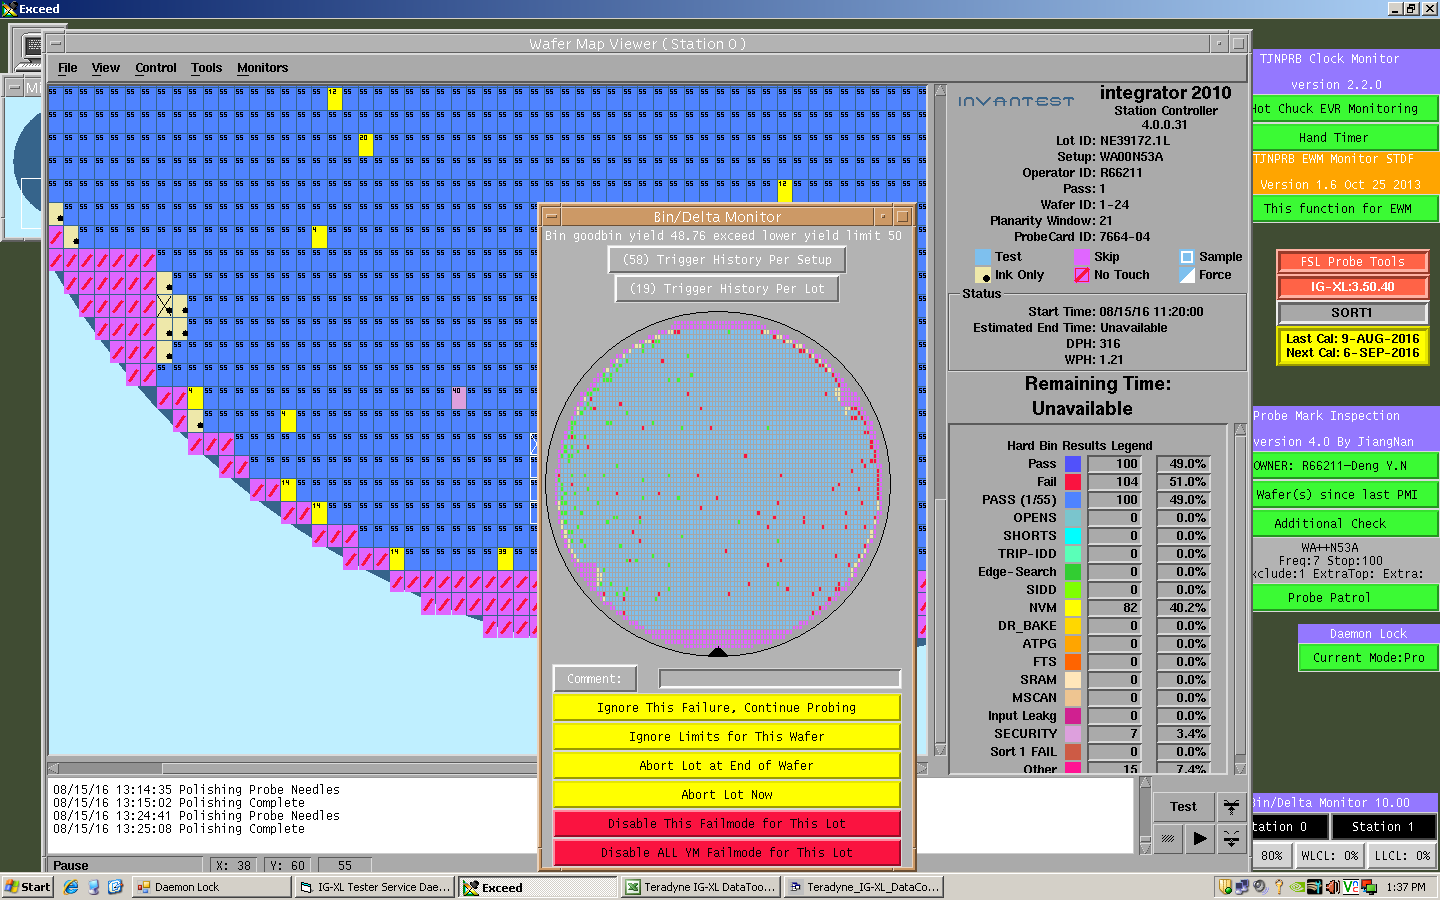 Exceed
Wafer Map Viewer ( Station 0 )
File View Control Tools Monitors
INVANTEST
integrator 2010
Station Controller
4.0.0.31
Lot ID: NE39172.1L
Setup: WA00N53A
Operator ID: R66211
Pass: 1
Wafer ID: 1-24
Planarity Window: 21
ProbeCard ID: 7664-04
Test Skip Sample
Ink Only No Touch Force
Status
Start Time: 08/15/16 11:20:00
Estimated End Time: Unavailable
DPH: 316
WPH: 1.21
Remaining Time:
Unavailable
Hard Bin Results Legend
Pass 100 49.0%
Fail 104 51.0%
PASS (1/55) 100 49.0%
OPENS 0 0.0%
SHORTS 0 0.0%
TRIP-IDD 0 0.0%
Edge-Search 0 0.0%
SIDD 0 0.0%
NVM 82 40.2%
DR_BAKE 0 0.0%
ATPG 0 0.0%
FTS 0 0.0%
SRAM 0 0.0%
MSCAN 0 0.0%
Input Leakg 0 0.0%
SECURITY 7 3.4%
Sort 1 FAIL 0 0.0%
Other 15 7.4%
Bin/Delta Monitor
Bin goodbin yield 48.76 exceed lower yield limit 50
(58) Trigger History Per Setup
(19) Trigger History Per Lot
Comment:
Ignore This Failure, Continue Probing
Ignore Limits for This Wafer
Abort Lot at End of Wafer
Abort Lot Now
Disable This Failmode for This Lot
Disable ALL YM Failmode for This Lot
08/15/16 13:14:35 Polishing Probe Needles
08/15/16 13:15:02 Polishing Complete
08/15/16 13:24:41 Polishing Probe Needles
08/15/16 13:25:08 Polishing Complete
Pause X: 38 Y: 60 55
Test
TJNPRB Clock Monitor
version 2.2.0
Hot Chuck EVR Monitoring
Hand Timer
TJNPRB EWM Monitor STDF
Version 1.6 Oct 25 2013
This function for EWM
FSL Probe Tools
IG-XL:3.50.40
SORT1
Last Cal: 9-AUG-2016
Next Cal: 6-SEP-2016
Probe Mark Inspection
version 4.0 By JiangNan
OWNER: R66211-Deng Y.N
Wafer(s) since last PMI
Additional Check
WA++N53A
Freq:7 Stop:100
xclude:1 ExtraTop: Extra:
Probe Patrol
Daemon Lock
Current Mode:Pro
Bin/Delta Monitor 10.00
tation 0 Station 1
80% WLCL: 0% LLCL: 0%
Start Daemon Lock IG-XL Tester Service Dae... Exceed Teradyne IG-XL DataToo... Teradyne_IG-XL_DataCo... 1:37 PM